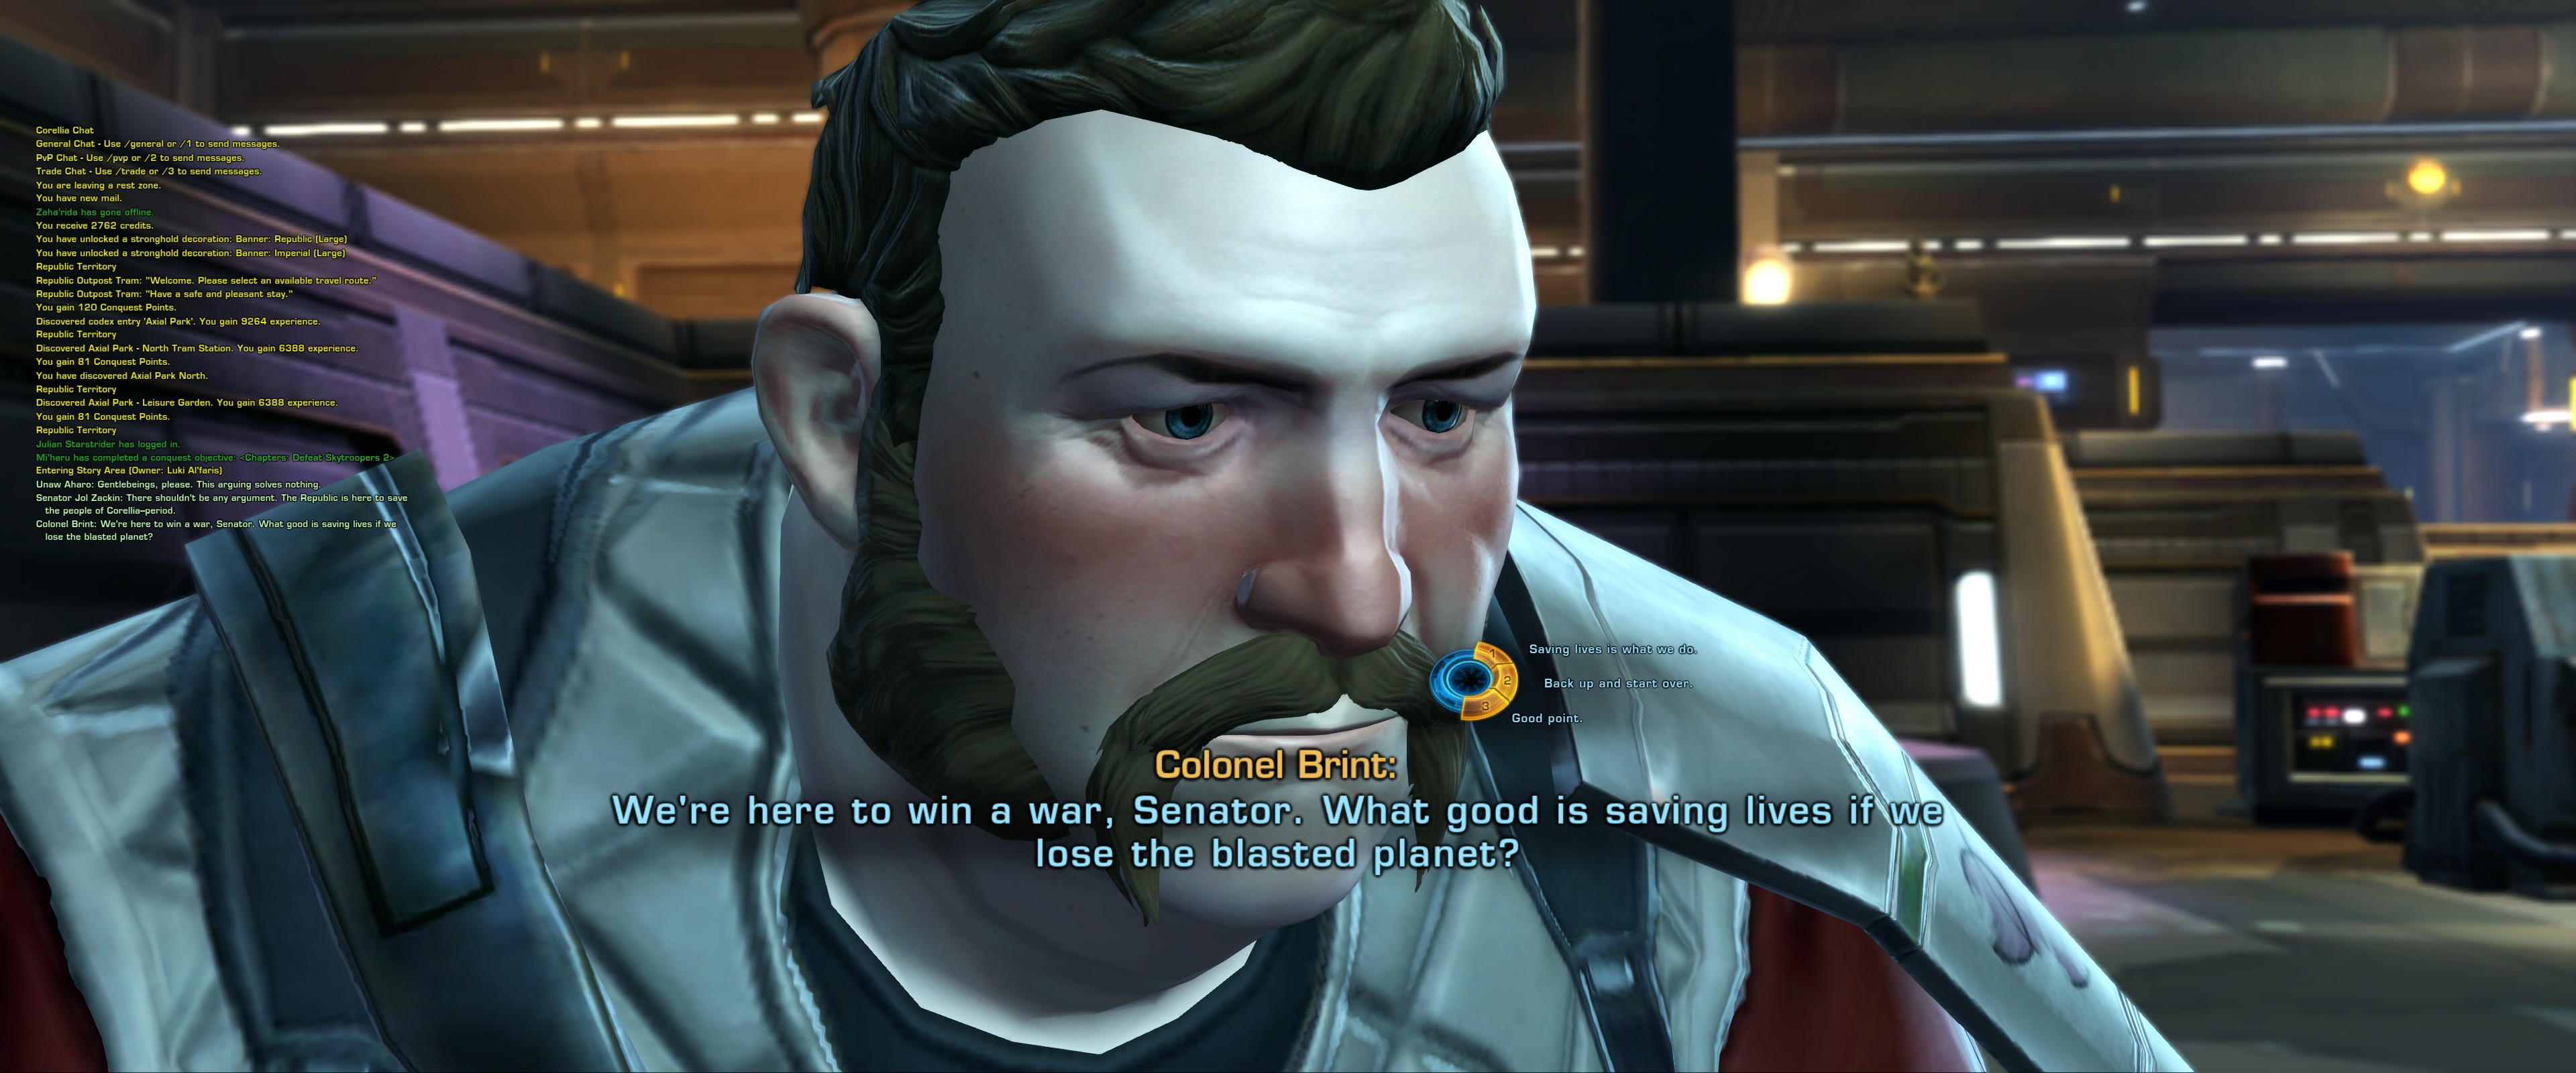 Corellia Chat
General Chat - Use /general or /1 to send messages.
PvP Chat - Use /pvp or /2 to send messages.
Trade Chat - Use /trade or /3 to send messages.
You are leaving a rest zone.
You have new mail.
Zaha'rida has gone offline.
You receive 2762 credits.
You have unlocked a stronghold decoration: Banner: Republic (Large)
You have unlocked a stronghold decoration: Banner: Imperial (Large)
Republic Territory
Republic Outpost Tram: "Welcome. Please select an available travel route."
Republic Outpost Tram: "Have a safe and pleasant stay."
You gain 120 Conquest Points.
Discovered codex entry 'Axial Park'. You gain 9264 experience.
Republic Territory
Discovered Axial Park - North Tram Station. You gain 6388 experience.
You gain 81 Conquest Points.
You have discovered Axial Park North.
Republic Territory
Discovered Axial Park - Leisure Garden. You gain 6388 experience.
You gain 81 Conquest Points.
Republic Territory
Julian Starstrider has logged in.
Mi'haru has completed a conquest objective: <Chapters: Defeat Skytroopers 2>
Entering Story Area (Owner: Luki Al'faris)
Unaw Aharo: Gentlebeings, please. This arguing solves nothing.
Senator Jol Zackin: There shouldn't be any argument. The Republic is here to save
the people of Corellia—period.
Colonel Brint: We're here to win a war, Senator. What good is saving lives if we
lose the blasted planet?
1 Saving lives is what we do.
2 Back up and start over.
3 Good point.
Colonel Brint:
We're here to win a war, Senator. What good is saving lives if we
lose the blasted planet?